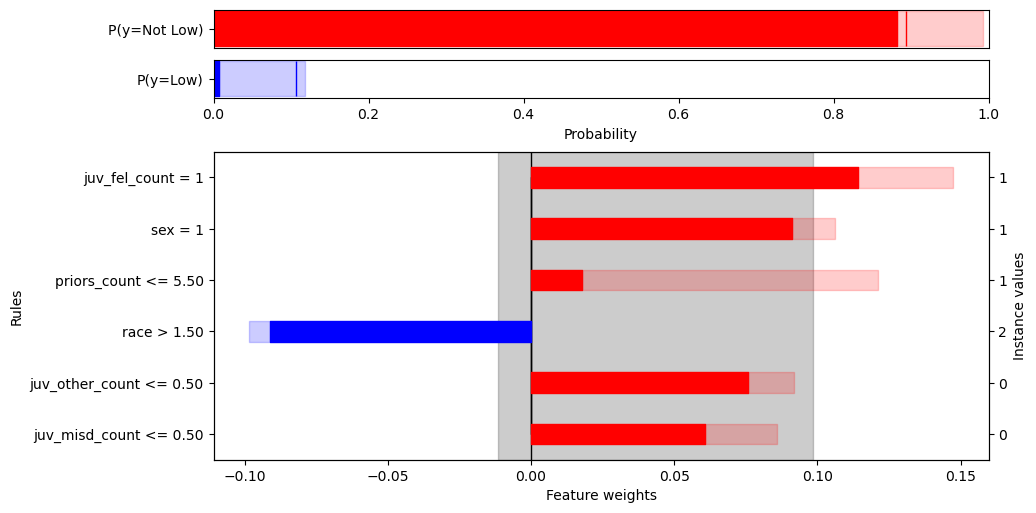 P(y=Not Low)
P(y=Low)
0.0 0.2 0.4 0.6 0.8 1.0
Probability
juv_fel_count = 1 1
sex = 1 1
priors_count <= 5.50 1
race > 1.50 2
juv_other_count <= 0.50 0
juv_misd_count <= 0.50 0
Rules
Instance values
−0.10 −0.05 0.00 0.05 0.10 0.15
Feature weights